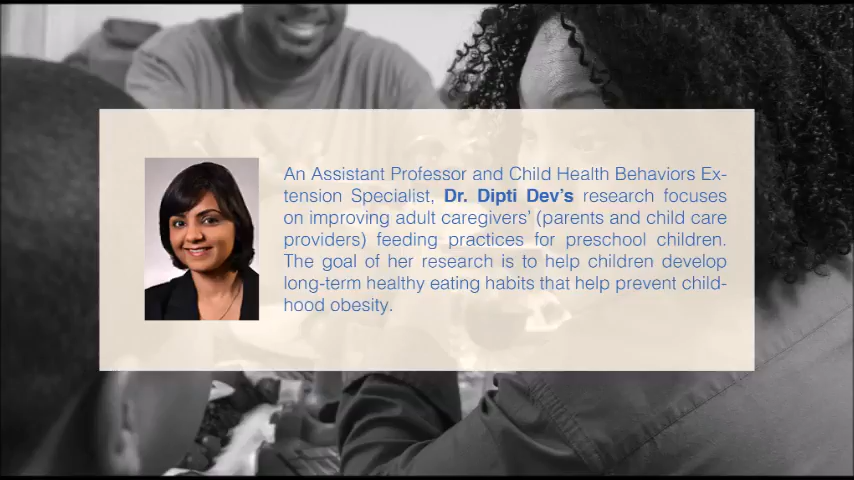 An Assistant Professor and Child Health Behaviors Ex-
tension Specialist, Dr. Dipti Dev's research focuses
on improving adult caregivers' (parents and child care
providers) feeding practices for preschool children.
The goal of her research is to help children develop
long-term healthy eating habits that help prevent child-
hood obesity.